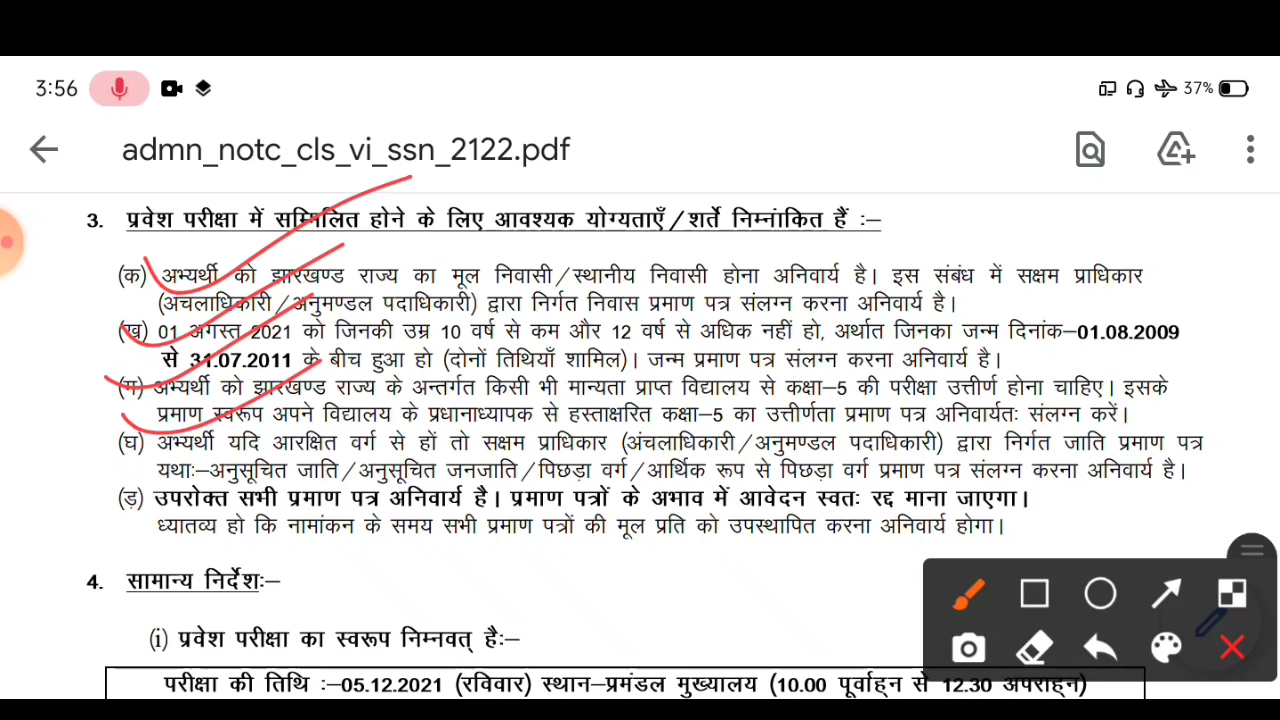 3:56
37%
admn_notc_cls_vi_ssn_2122.pdf
3. प्रवेश परीक्षा में सम्मिलित होने के लिए आवश्यक योग्यताएँ/शर्ते निम्नांकित हैं :–
(क) अभ्यर्थी को झारखण्ड राज्य का मूल निवासी/स्थानीय निवासी होना अनिवार्य है। इस संबंध में सक्षम प्राधिकार
(अंचलाधिकारी/अनुमण्डल पदाधिकारी) द्वारा निर्गत निवास प्रमाण पत्र संलग्न करना अनिवार्य है।
(ख) 01 अगस्त 2021 को जिनकी उम्र 10 वर्ष से कम और 12 वर्ष से अधिक नहीं हो, अर्थात जिनका जन्म दिनांक–01.08.2009
से 31.07.2011 के बीच हुआ हो (दोनों तिथियाँ शामिल)। जन्म प्रमाण पत्र संलग्न करना अनिवार्य है।
(ग) अभ्यर्थी को झारखण्ड राज्य के अन्तर्गत किसी भी मान्यता प्राप्त विद्यालय से कक्षा–5 की परीक्षा उत्तीर्ण होना चाहिए। इसके
प्रमाण स्वरूप अपने विद्यालय के प्रधानाध्यापक से हस्ताक्षरित कक्षा–5 का उत्तीर्णता प्रमाण पत्र अनिवार्यतः संलग्न करें।
(घ) अभ्यर्थी यदि आरक्षित वर्ग से हों तो सक्षम प्राधिकार (अंचलाधिकारी/अनुमण्डल पदाधिकारी) द्वारा निर्गत जाति प्रमाण पत्र
यथाः–अनुसूचित जाति/अनुसूचित जनजाति/पिछड़ा वर्ग/आर्थिक रूप से पिछड़ा वर्ग प्रमाण पत्र संलग्न करना अनिवार्य है।
(ड़) उपरोक्त सभी प्रमाण पत्र अनिवार्य है। प्रमाण पत्रों के अभाव में आवेदन स्वतः रद्द माना जाएगा।
ध्यातव्य हो कि नामांकन के समय सभी प्रमाण पत्रों की मूल प्रति को उपस्थापित करना अनिवार्य होगा।
4. सामान्य निर्देशः–
(i) प्रवेश परीक्षा का स्वरूप निम्नवत् हैः–
परीक्षा की तिथि :–05.12.2021 (रविवार) स्थान–प्रमंडल मुख्यालय (10.00 पूर्वाह्न से 12.30 अपराह्न)